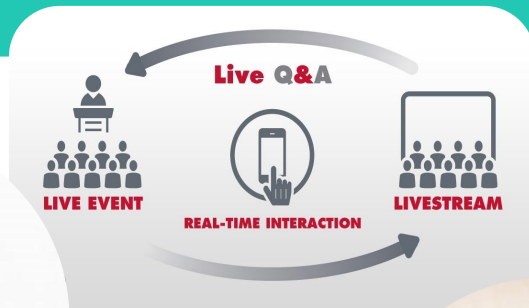 Live Q&A
LIVE EVENT
REAL-TIME INTERACTION
LIVESTREAM